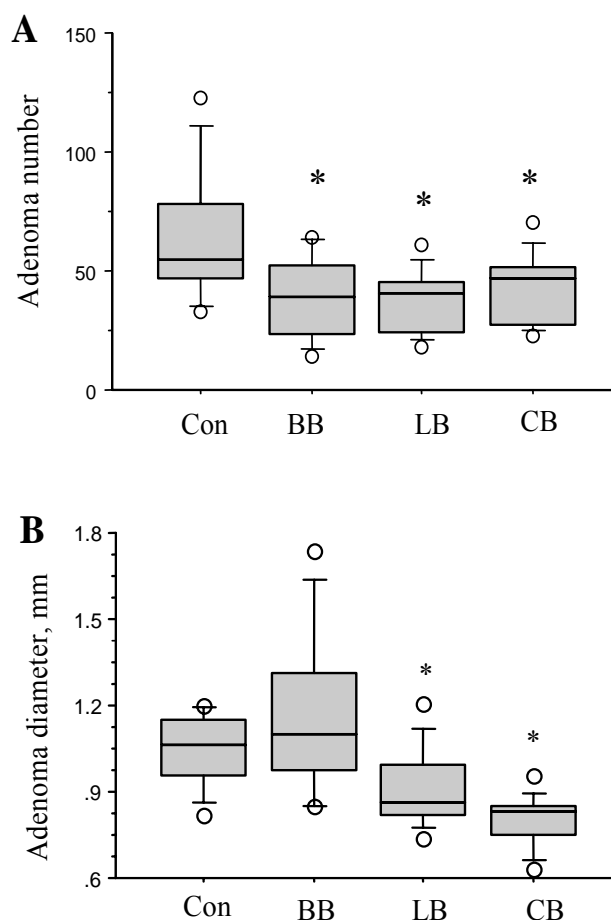 A
Adenoma number
150
100
50
0
*
*
*
Con BB LB CB
B
Adenoma diameter, mm
1.8
1.5
1.2
.9
.6
*
*
Con BB LB CB